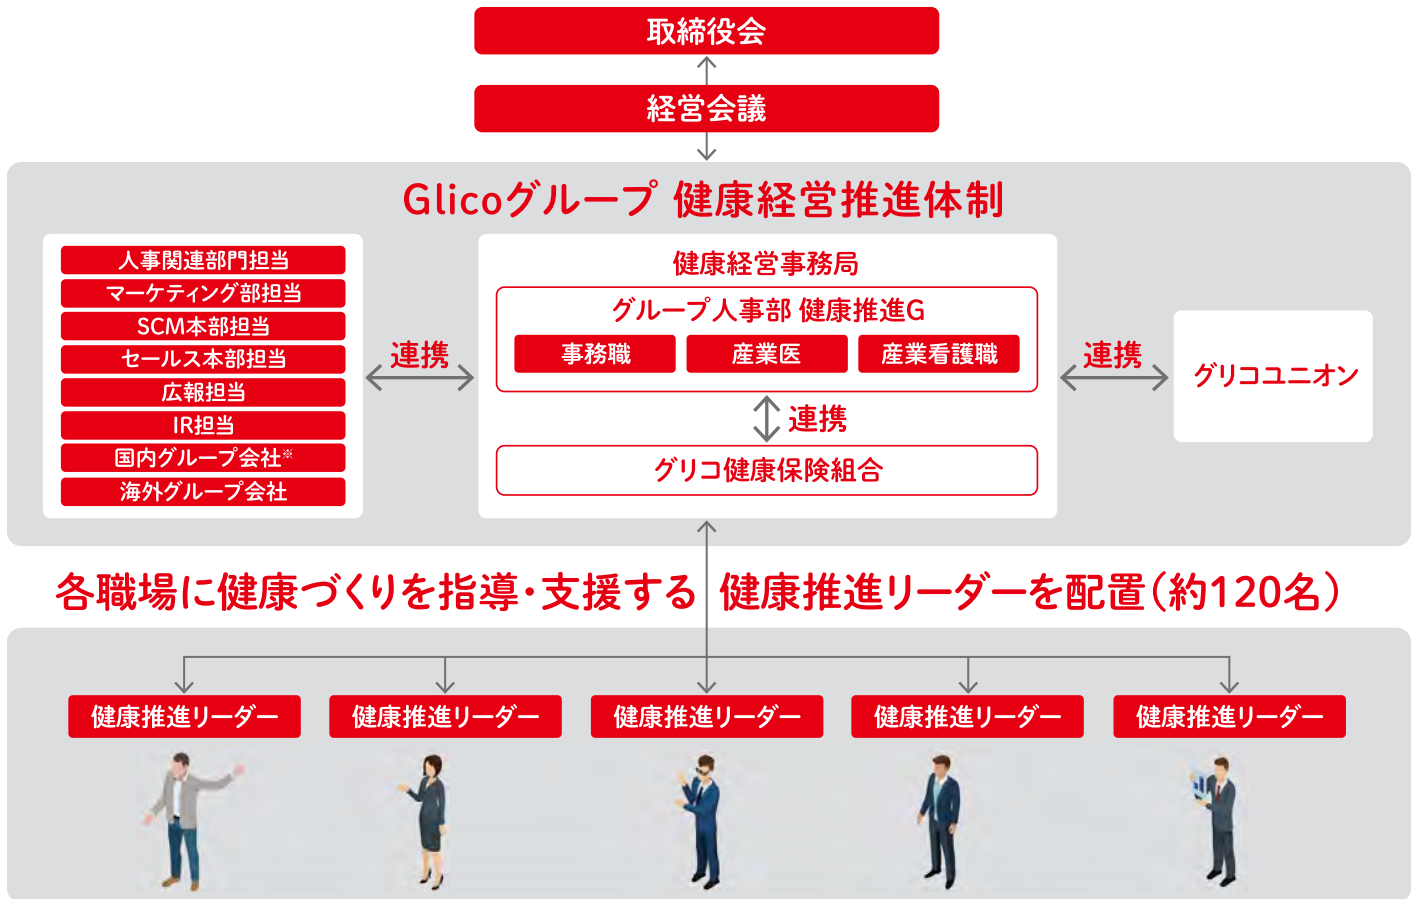 取締役会
経営会議
Glicoグループ 健康経営推進体制
人事関連部門担当
マーケティング部担当
SCM本部担当
セールス本部担当
広報担当
IR担当
国内グループ会社※
海外グループ会社
連携
健康経営事務局
グループ人事部 健康推進G
事務職
産業医
産業看護職
連携
グリコ健康保険組合
連携
グリコユニオン
各職場に健康づくりを指導・支援する 健康推進リーダーを配置(約120名)
健康推進リーダー
健康推進リーダー
健康推進リーダー
健康推進リーダー
健康推進リーダー